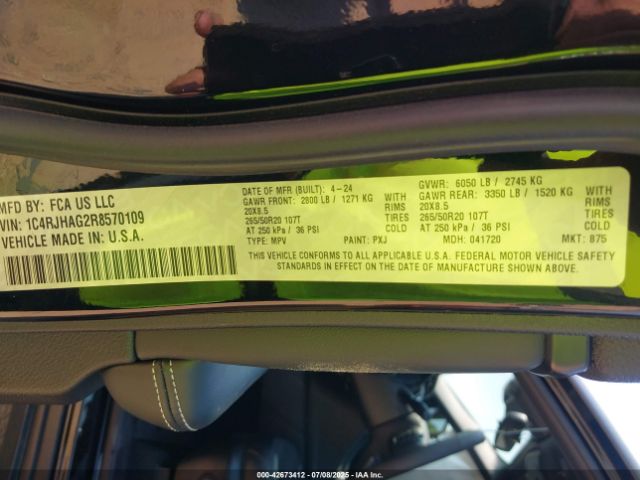 MFD BY: FCA US LLC
VIN: 1C4RJHAG2R8570109
VEHICLE MADE IN U.S.A.
DATE OF MFR (BUILT): 4-24
GAWR FRONT: 2800 LB / 1271 KG WITH
20X8.5 RIMS
265/50R20 107T TIRES
AT 250 kPa / 36 PSI COLD
TYPE: MPV PAINT: PXJ
GVWR: 6050 LB / 2745 KG
GAWR REAR: 3350 LB / 1520 KG WITH
20X8.5 RIMS
265/50R20 107T TIRES
AT 250 kPa / 36 PSI COLD
MDH: 041720 MKT: 875
THIS VEHICLE CONFORMS TO ALL APPLICABLE U.S.A. FEDERAL MOTOR VEHICLE SAFETY
STANDARDS IN EFFECT ON THE DATE OF MANUFACTURE SHOWN ABOVE.
000-42673412 - 07/08/2025 - IAA Inc.